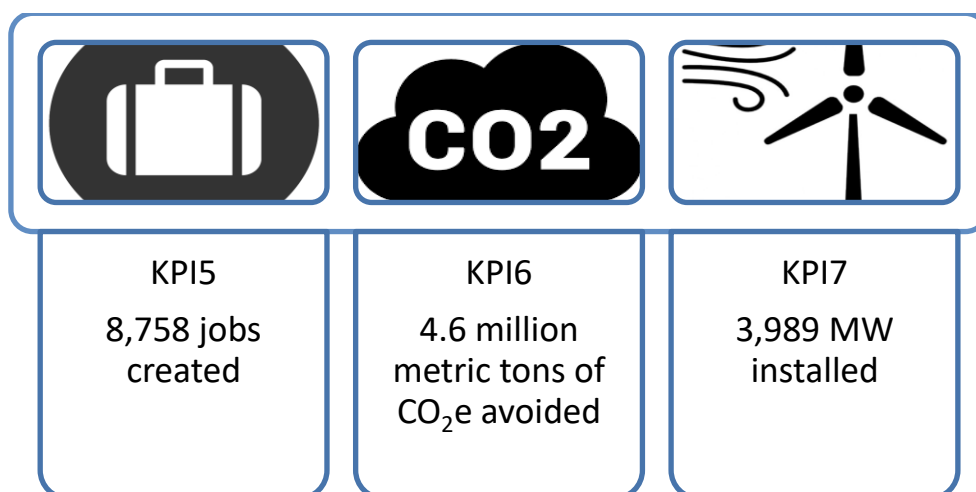 CO2
KPI5
8,758 jobs
created
KPI6
4.6 million
metric tons of
CO₂e avoided
KPI7
3,989 MW
installed